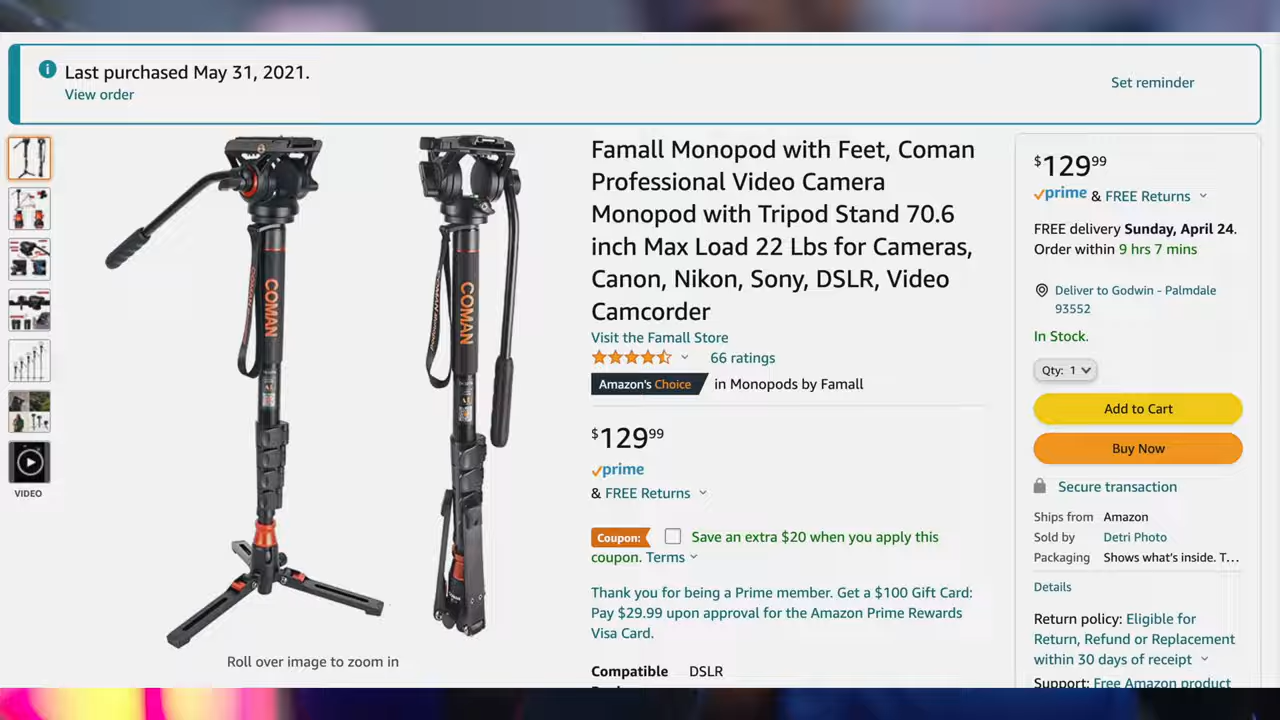 Last purchased May 31, 2021.
View order
Set reminder
VIDEO
COMAN
COMAN
Roll over image to zoom in
Famall Monopod with Feet, Coman
Professional Video Camera
Monopod with Tripod Stand 70.6
inch Max Load 22 Lbs for Cameras,
Canon, Nikon, Sony, DSLR, Video
Camcorder
Visit the Famall Store
66 ratings
Amazon's Choice in Monopods by Famall
$12999
prime
& FREE Returns
Coupon: Save an extra $20 when you apply this
coupon. Terms
Thank you for being a Prime member. Get a $100 Gift Card:
Pay $29.99 upon approval for the Amazon Prime Rewards
Visa Card.
Compatible DSLR
$12999
prime & FREE Returns
FREE delivery Sunday, April 24.
Order within 9 hrs 7 mins
Deliver to Godwin - Palmdale
93552
In Stock.
Qty: 1
Add to Cart
Buy Now
Secure transaction
Ships from Amazon
Sold by Detri Photo
Packaging Shows what's inside. T…
Details
Return policy: Eligible for
Return, Refund or Replacement
within 30 days of receipt
Support: Free Amazon product